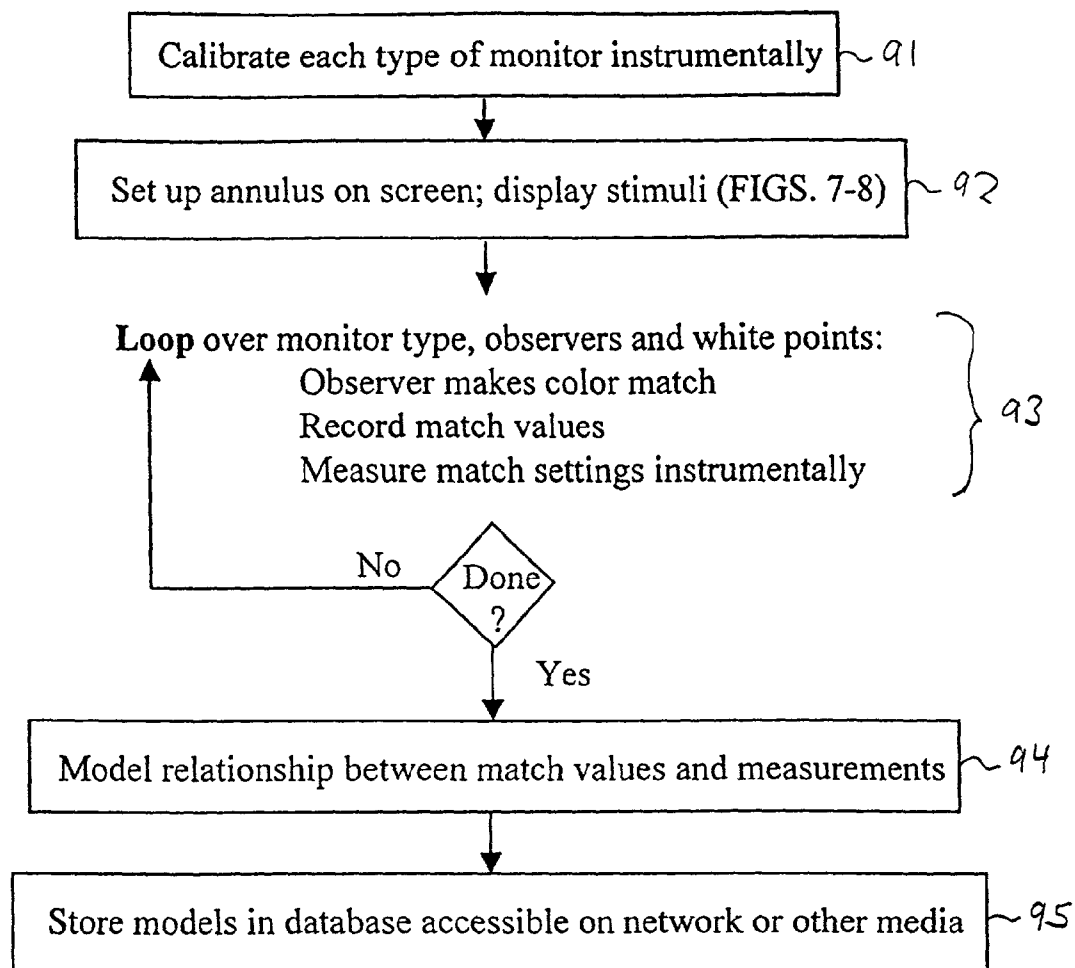 Calibrate each type of monitor instrumentally
91
Set up annulus on screen; display stimuli (FIGS. 7-8)
92
Loop over monitor type, observers and white points:
Observer makes color match
Record match values
Measure match settings instrumentally
93
No
Done
?
Yes
Model relationship between match values and measurements
94
Store models in database accessible on network or other media
95